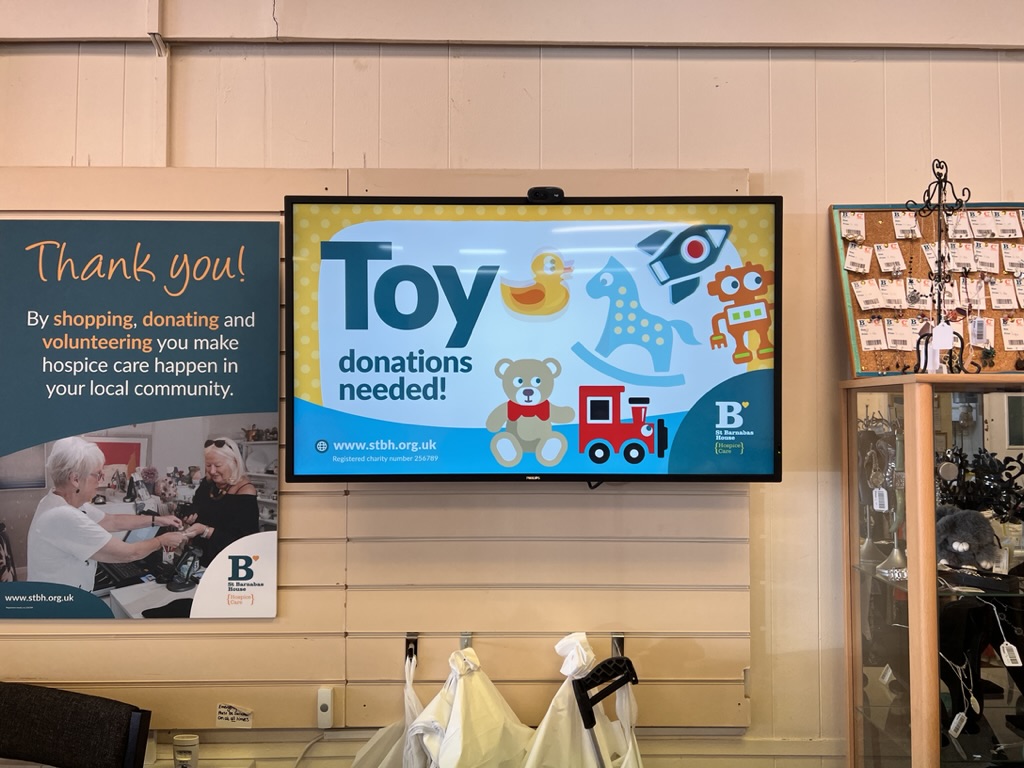 Thank you!
By shopping, donating and
volunteering you make
hospice care happen in
your local community.
B
St Barnabas
House
{Hospice
Care}
www.stbh.org.uk
Toy
donations
needed!
www.stbh.org.uk
Registered charity number 256789
B
St Barnabas
House
{Hospice
Care}
PHILIPS